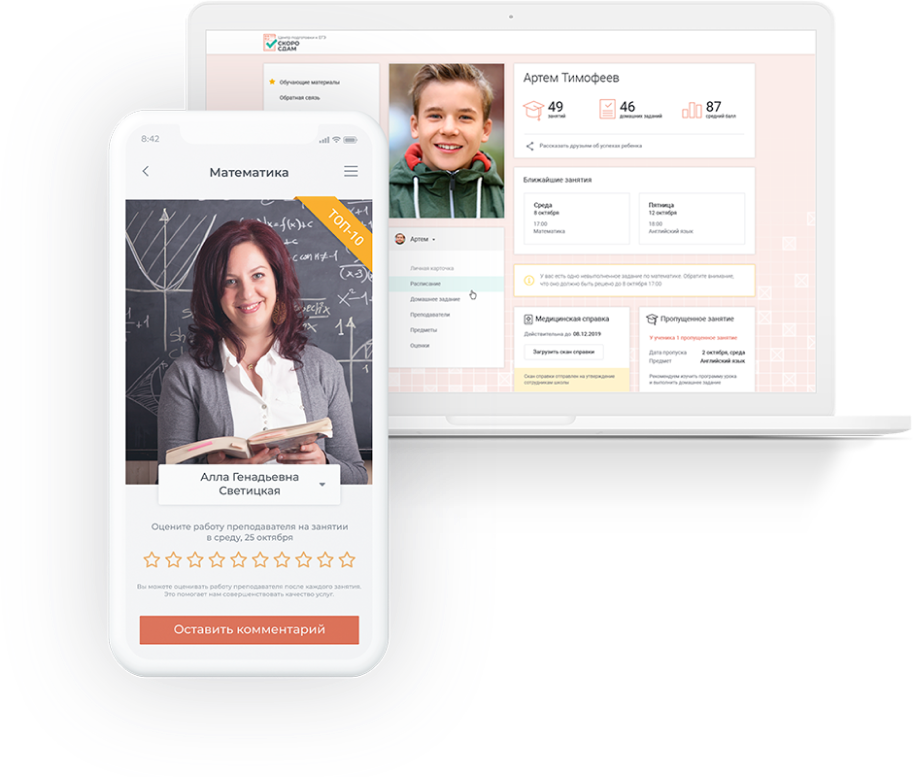 центр подготовки к ЕГЭ
СКОРО
СДАМ
Обучающие материалы
Обратная связь
Артем Тимофеев
49
занятий
46
домашних заданий
87
средний балл
Рассказать друзьям об успехах ребенка
Ближайшие занятия
Среда
8 октября
17:00
Математика
Пятница
12 октября
18:00
Английский язык
Артем
Личная карточка
Расписание
Домашнее задание
Преподаватели
Предметы
Оценки
У вас есть одно невыполненное задание по математике. Обратите внимание,
что оно должно быть решено до 8 октября 17:00
Медицинская справка
Действительна до 08.12.2019
Загрузить скан справки
Скан справки отправлен на утверждение
сотрудникам школы
Пропущенное занятие
У ученика 1 пропущенное занятие
Дата пропуска 2 октября, среда
Предмет Английский язык
Рекомендуем изучить программу урока
и выполнить домашнее задание
8:42
Математика
ТОП-10
Алла Генадьевна
Светицкая
Оцените работу преподавателя на занятии
в среду, 25 октября
Вы можете оценивать работу преподавателя после каждого занятия.
Это помогает нам совершенствовать качество услуг.
Оставить комментарий